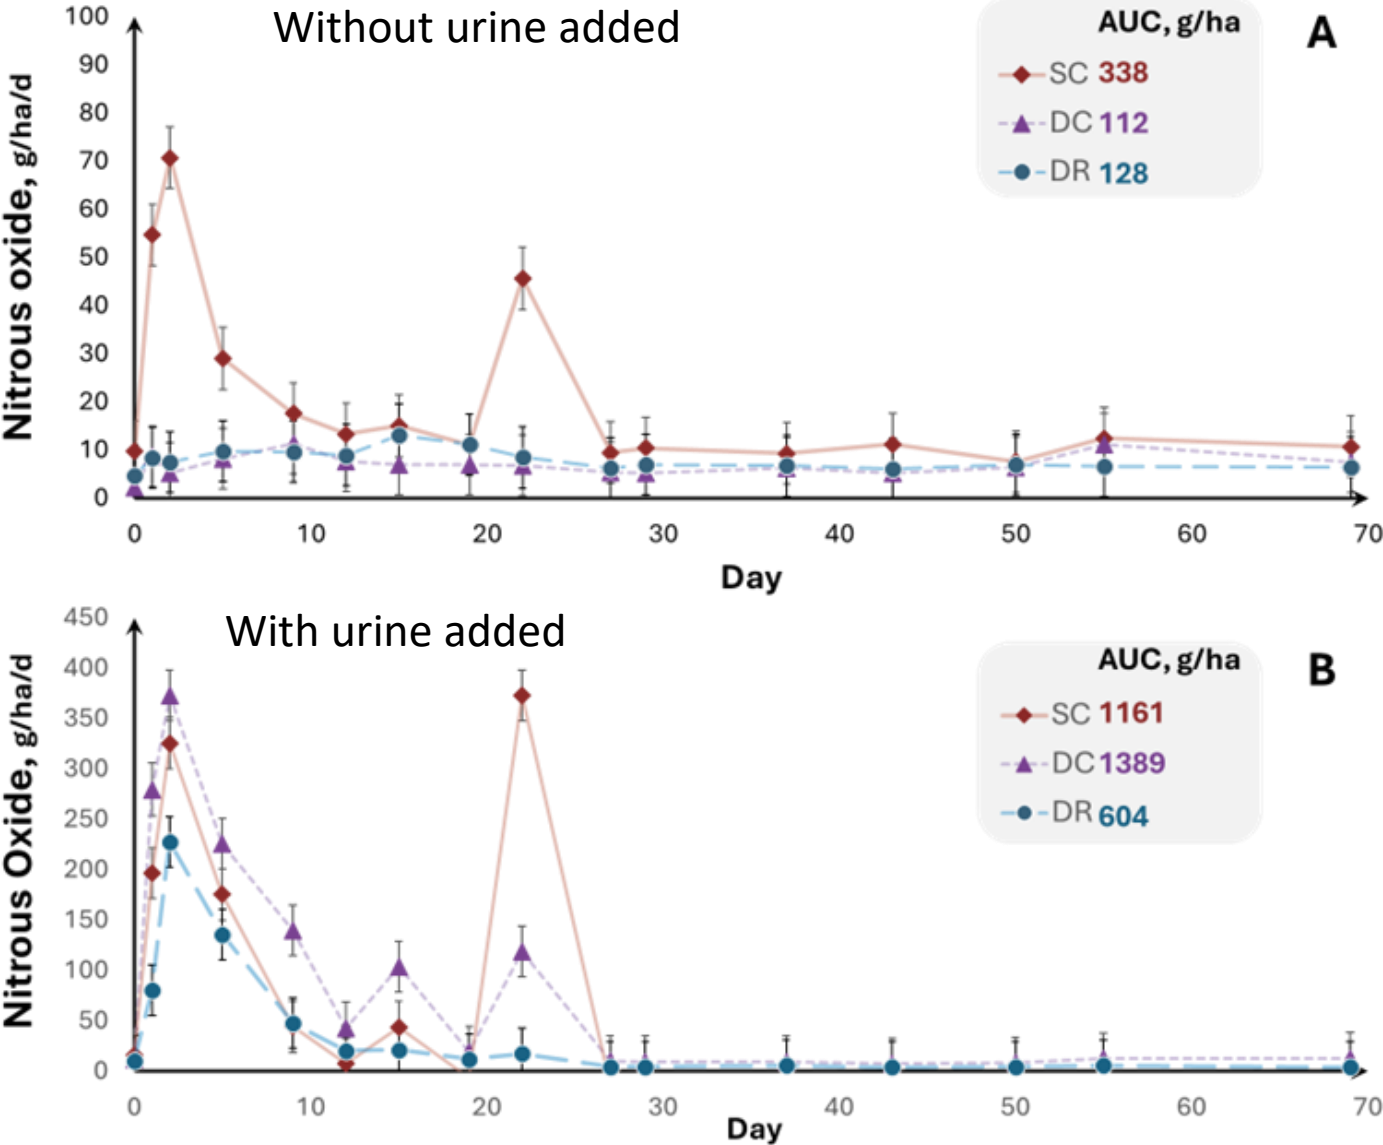 Without urine added
A
AUC, g/ha
SC 338
DC 112
DR 128
Nitrous oxide, g/ha/d
100
90
80
70
60
50
40
30
20
10
0
0 10 20 30 40 50 60 70
Day
With urine added
B
AUC, g/ha
SC 1161
DC 1389
DR 604
Nitrous Oxide, g/ha/d
450
400
350
300
250
200
150
100
50
0
0 10 20 30 40 50 60 70
Day